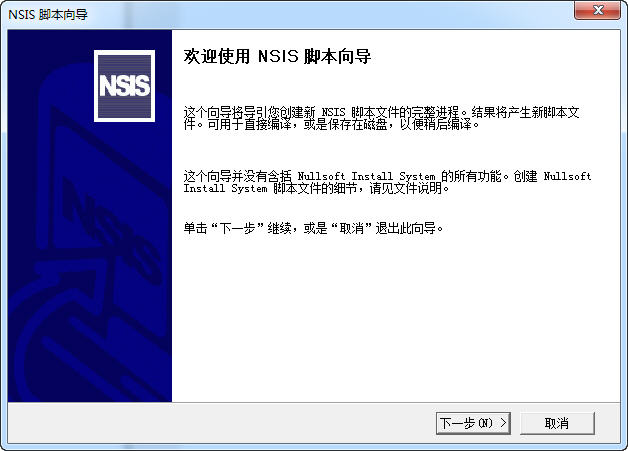 NSIS 脚本向导
NSIS
欢迎使用 NSIS 脚本向导
这个向导将导引您创建新 NSIS 脚本文件的完整进程。结果将产生新脚本文
件。可用于直接编译，或是保存在磁盘，以便稍后编译。
这个向导并没有含括 Nullsoft Install System 的所有功能。创建 Nullsoft
Install System 脚本文件的细节，请见文件说明。
单击“下一步”继续，或是“取消”退出此向导。
NSIS
下一步(N) >
取消